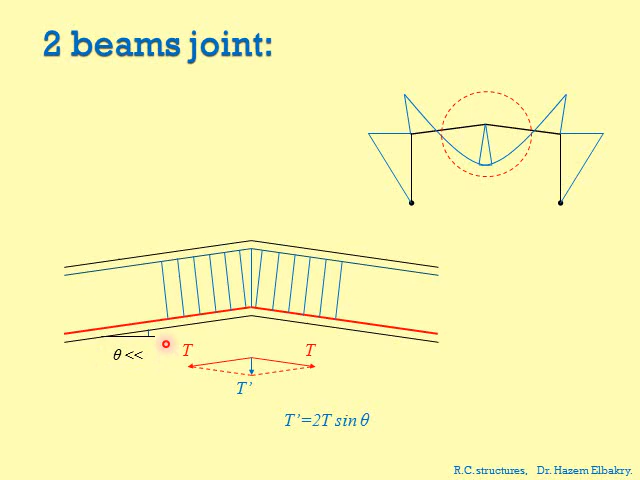 2 beams joint:
θ <<
T
T
T'
T'=2T sin θ
R.C. structures, Dr. Hazem Elbakry.